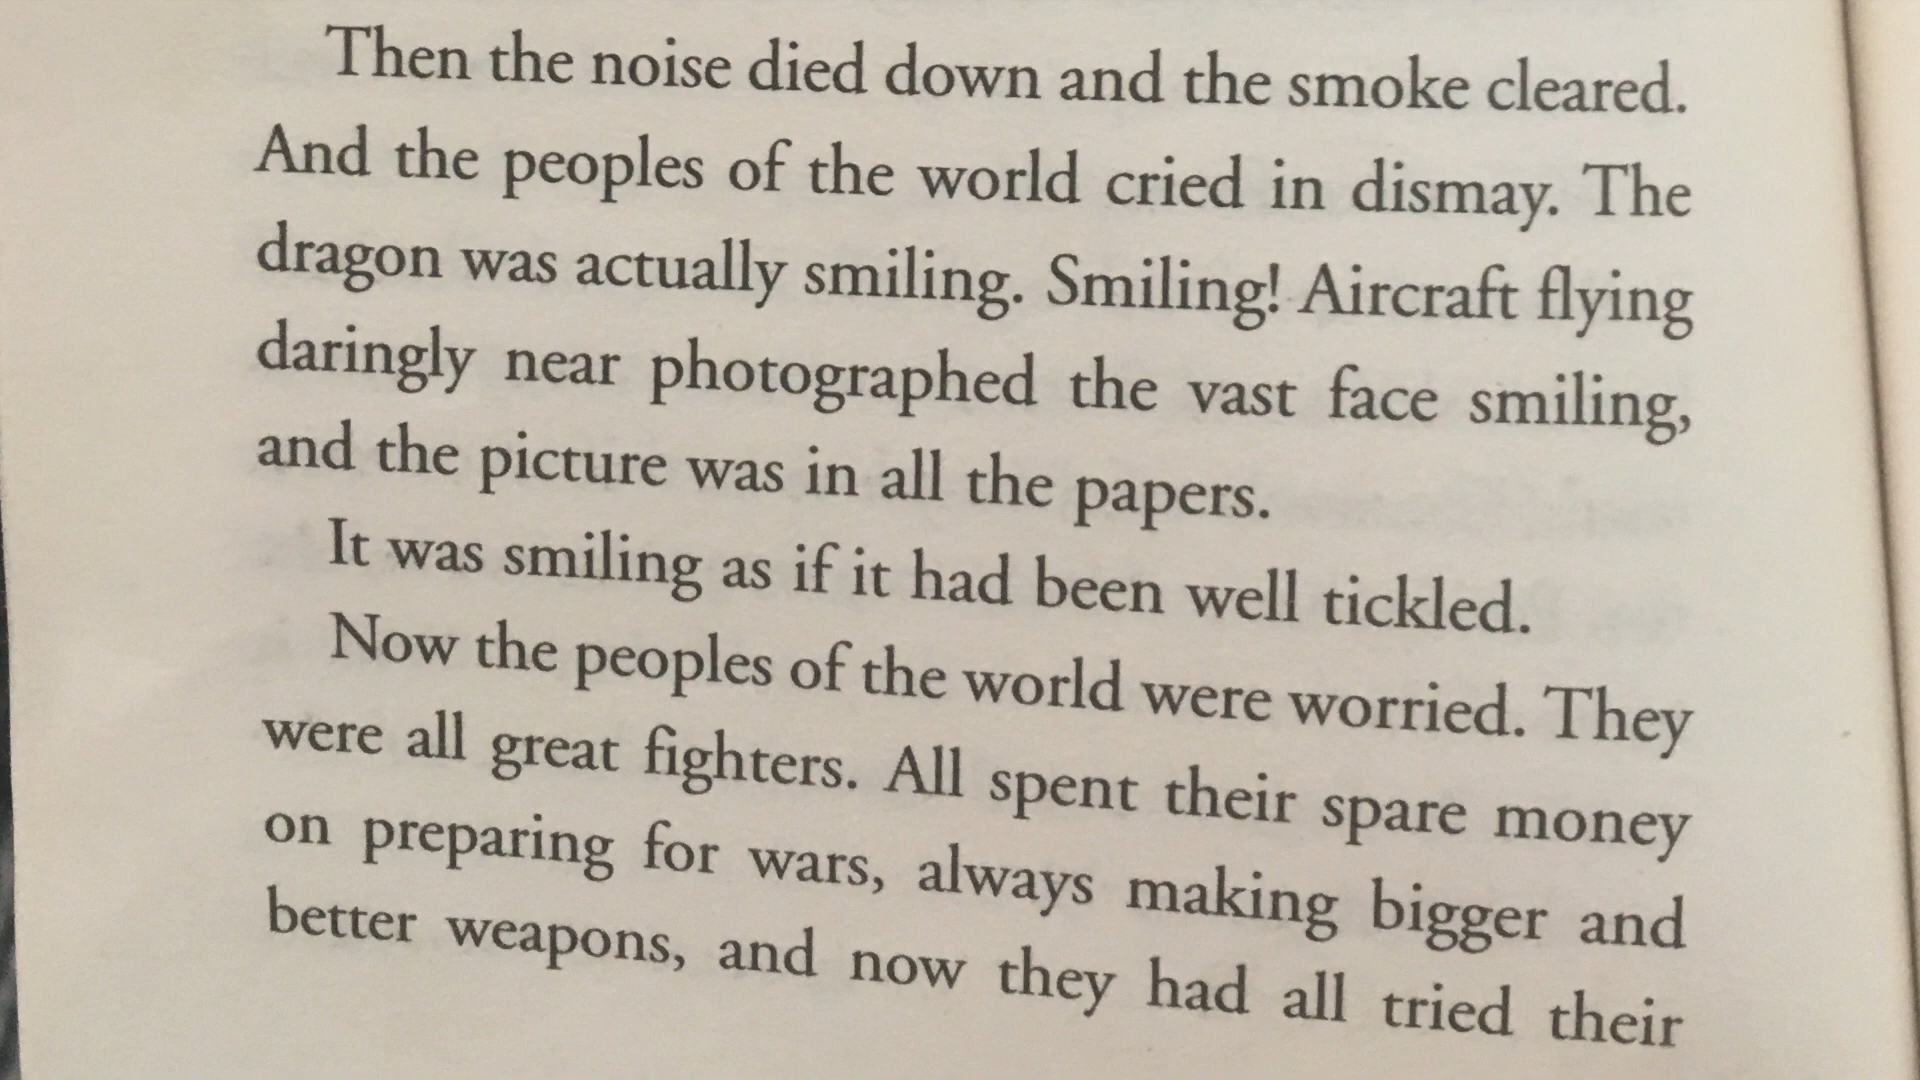 Then the noise died down and the smoke cleared.
And the peoples of the world cried in dismay. The
dragon was actually smiling. Smiling! Aircraft flying
daringly near photographed the vast face smiling,
and the picture was in all the papers.
It was smiling as if it had been well tickled.
Now the peoples of the world were worried. They
were all great fighters. All spent their spare money
on preparing for wars, always making bigger and
better weapons, and now they had all tried their